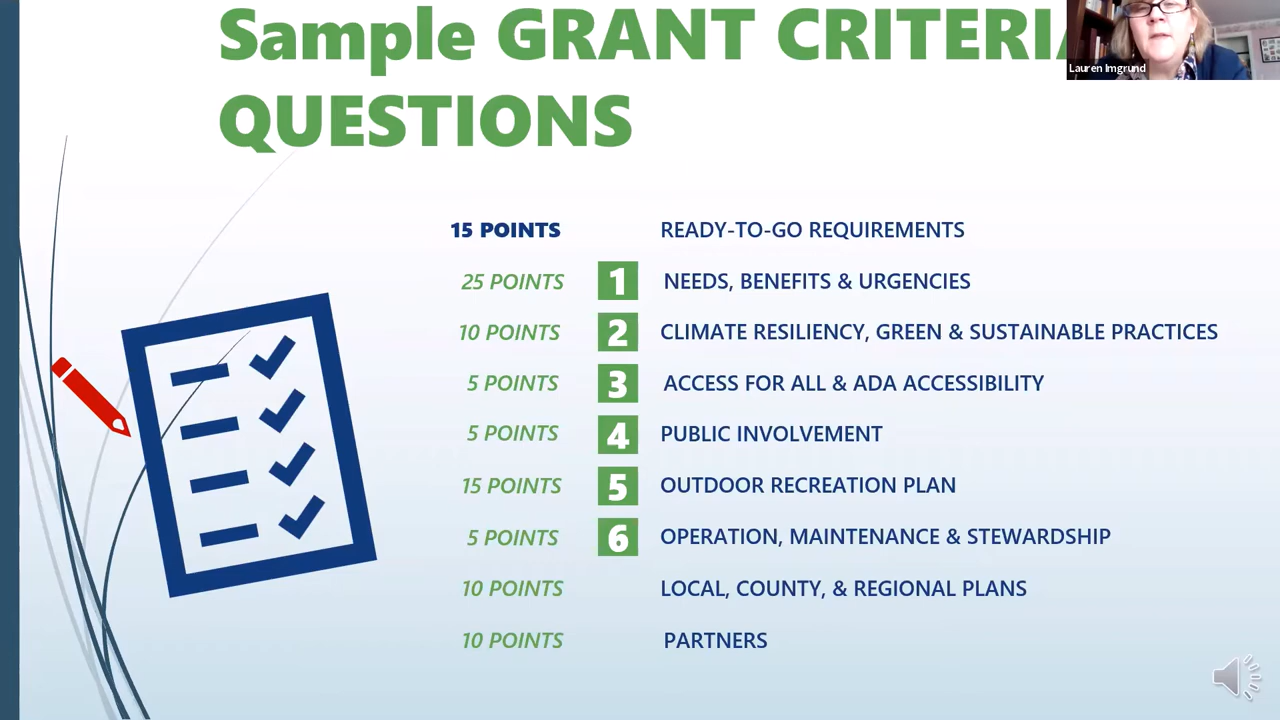 Sample GRANT CRITERIA
QUESTIONS
Lauren Imgrund
15 POINTS READY-TO-GO REQUIREMENTS
25 POINTS 1 NEEDS, BENEFITS & URGENCIES
10 POINTS 2 CLIMATE RESILIENCY, GREEN & SUSTAINABLE PRACTICES
5 POINTS 3 ACCESS FOR ALL & ADA ACCESSIBILITY
5 POINTS 4 PUBLIC INVOLVEMENT
15 POINTS 5 OUTDOOR RECREATION PLAN
5 POINTS 6 OPERATION, MAINTENANCE & STEWARDSHIP
10 POINTS LOCAL, COUNTY, & REGIONAL PLANS
10 POINTS PARTNERS